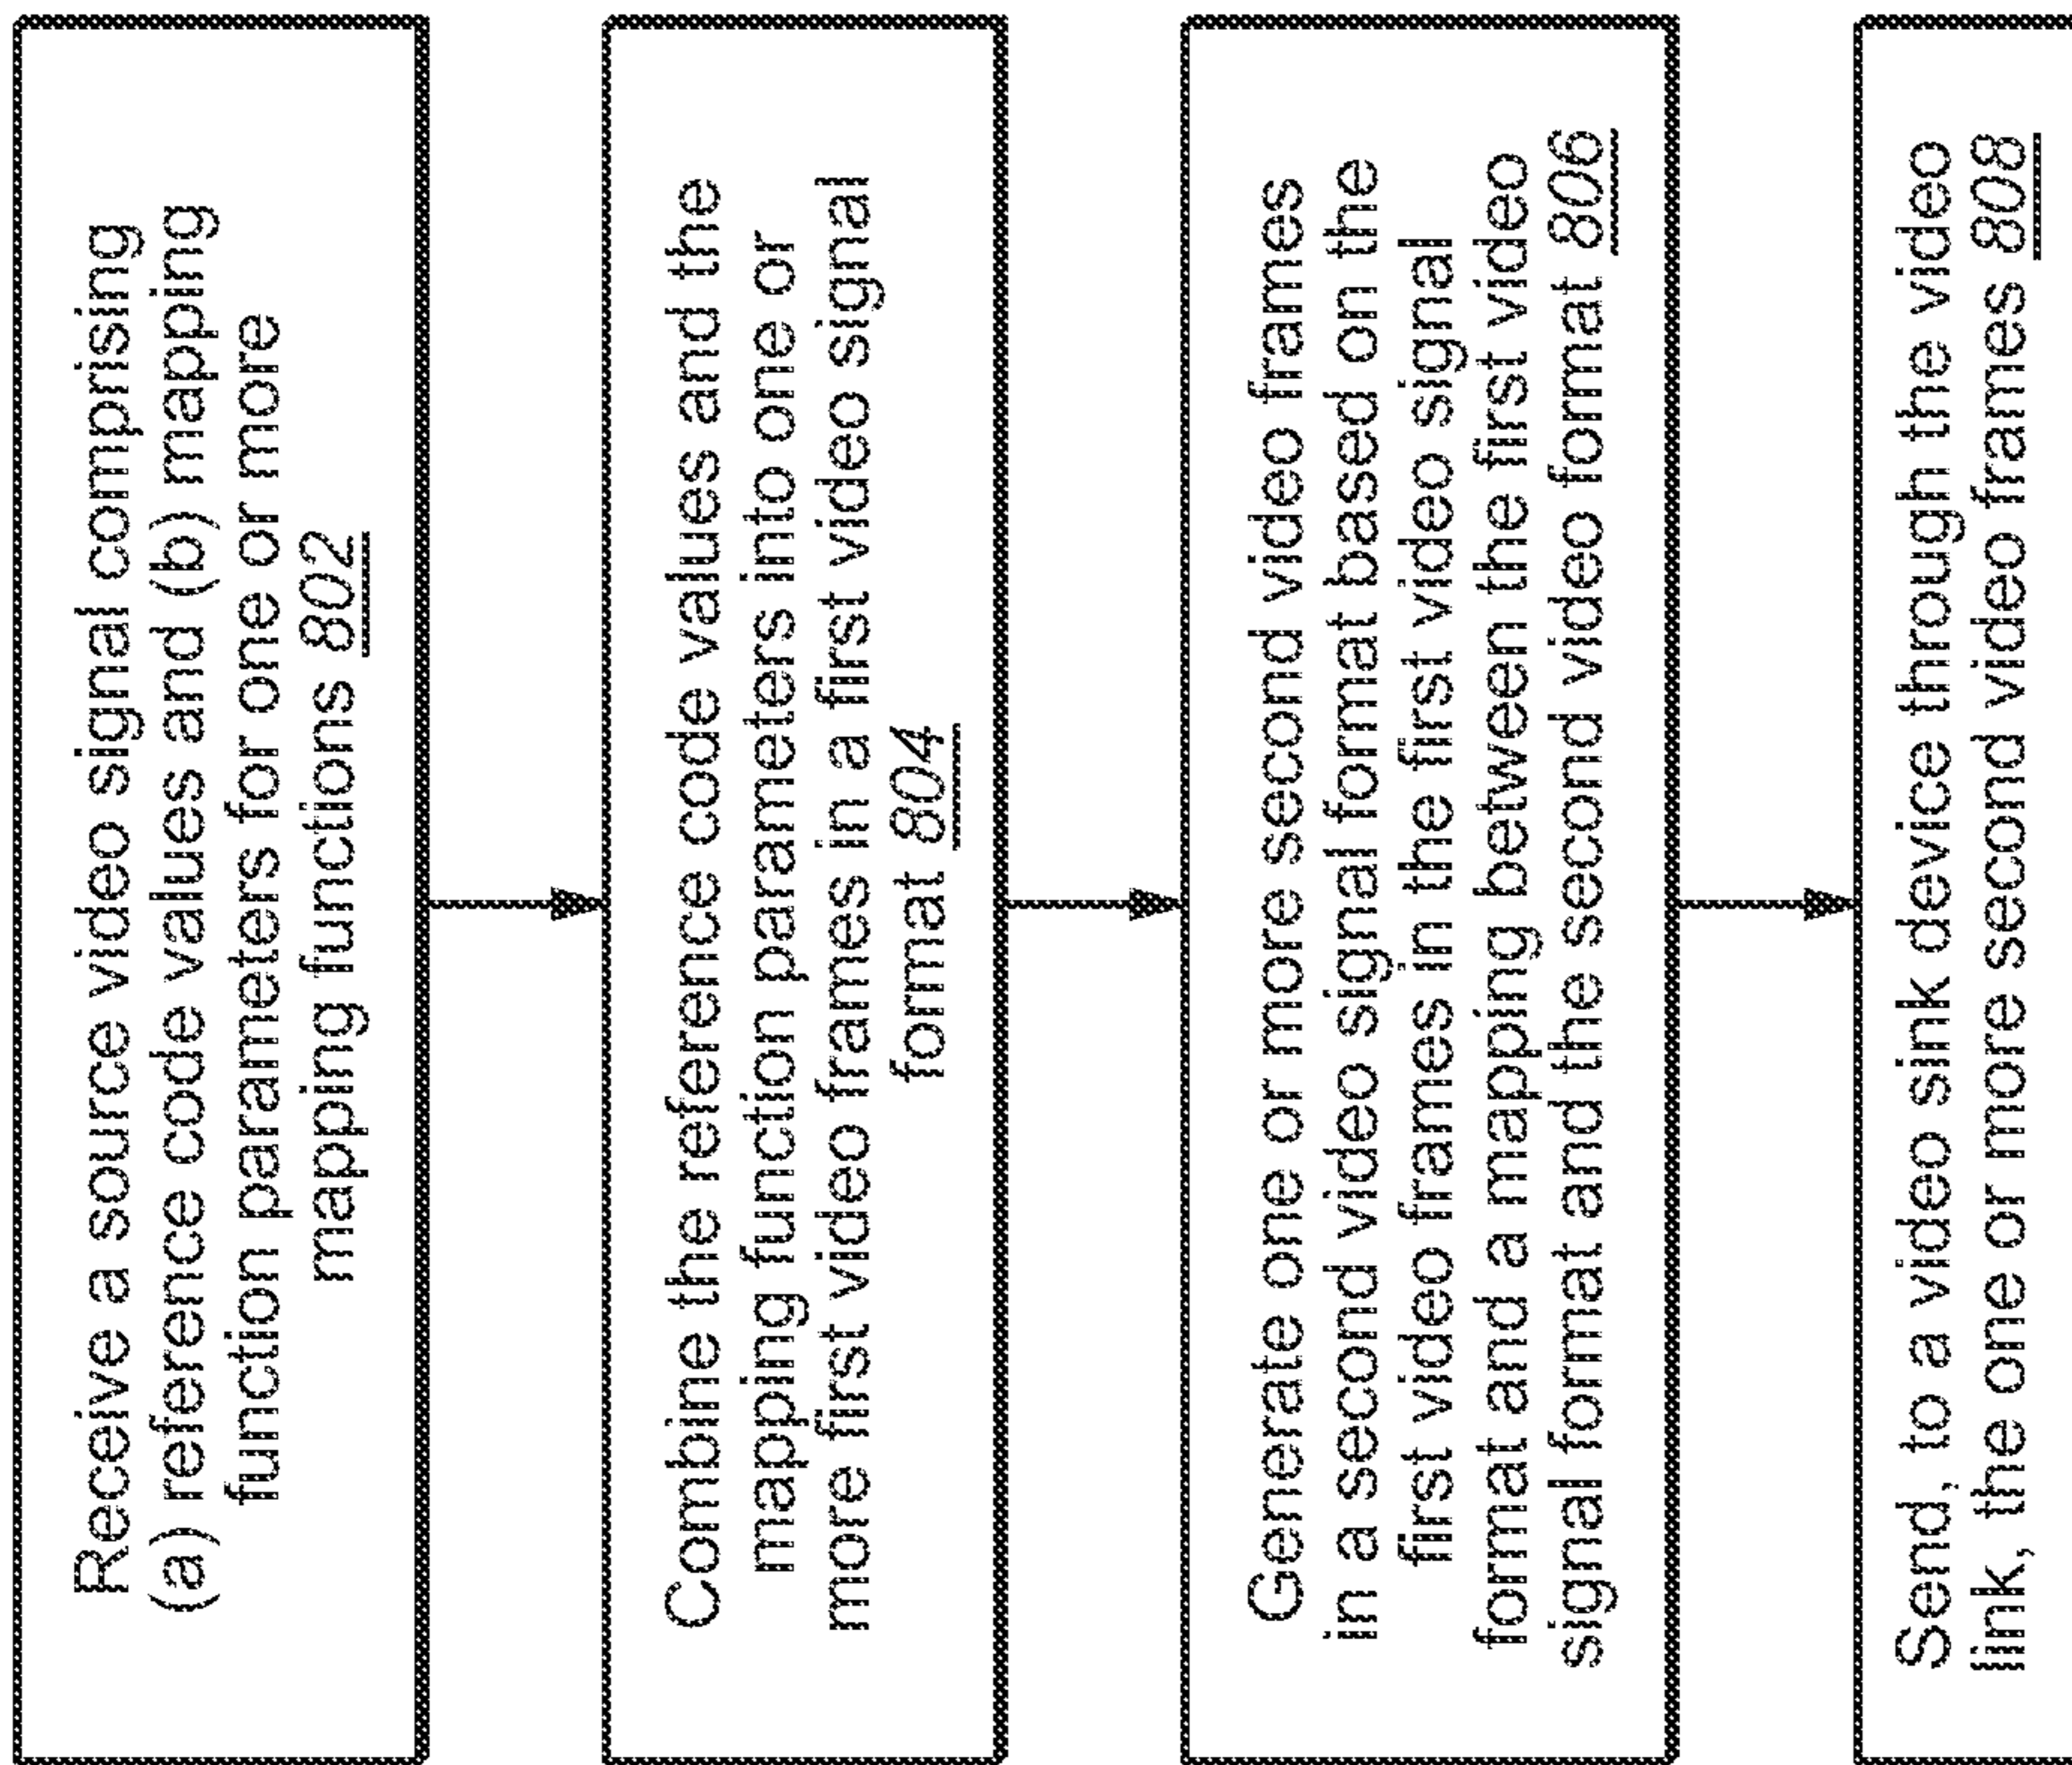 Receive a source video signal comprising
(a) reference code values and (b) mapping
function parameters for one or more
mapping functions 802
Combine the reference code values and the
mapping function parameters into one or
more first video frames in a first video signal
format 804
Generate one or more second video frames
in a second video signal format based on the
first video frames in the first video signal
format and a mapping between the first video
signal format and the second video format 806
Send, to a video sink device through the video
link, the one or more second video frames 808